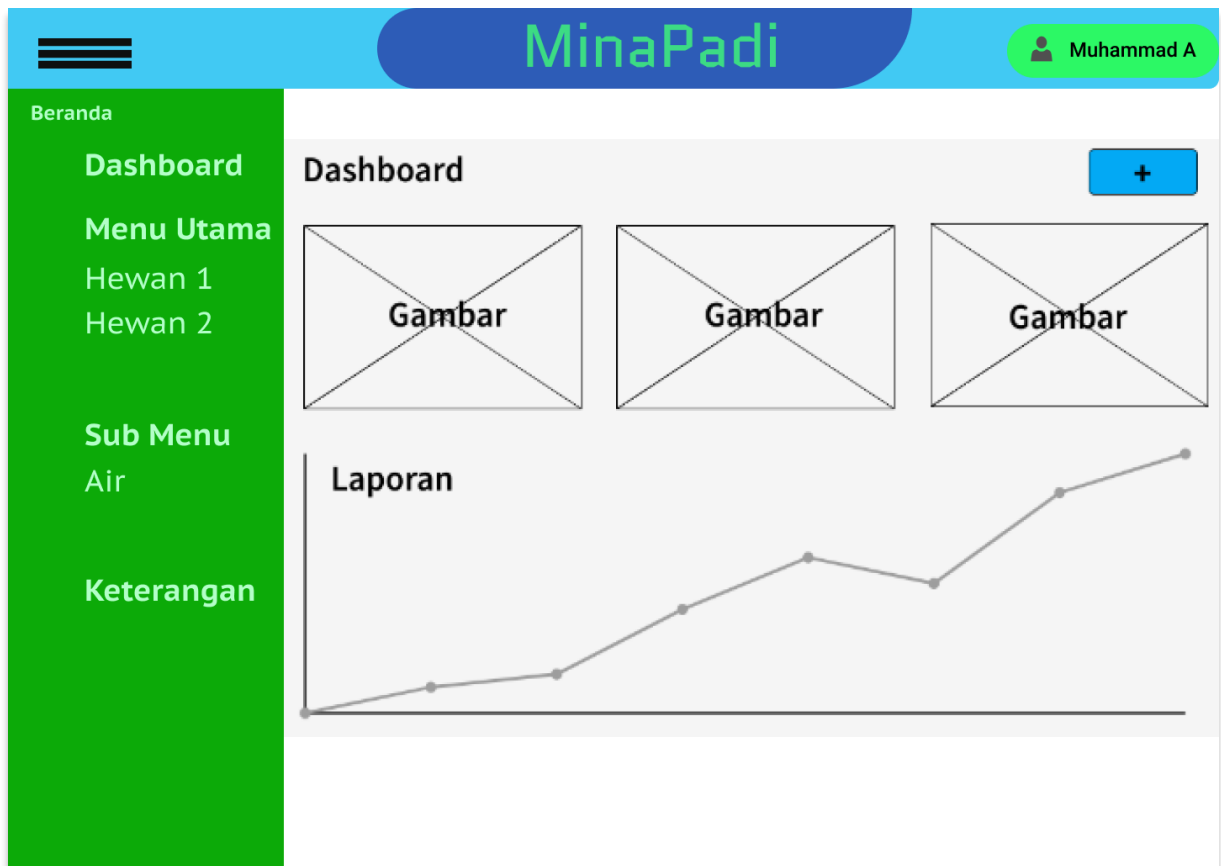 MinaPadi
Muhammad A
Beranda
Dashboard
Menu Utama
Hewan 1
Hewan 2
Sub Menu
Air
Keterangan
Dashboard
+
Gambar
Gambar
Gambar
Laporan